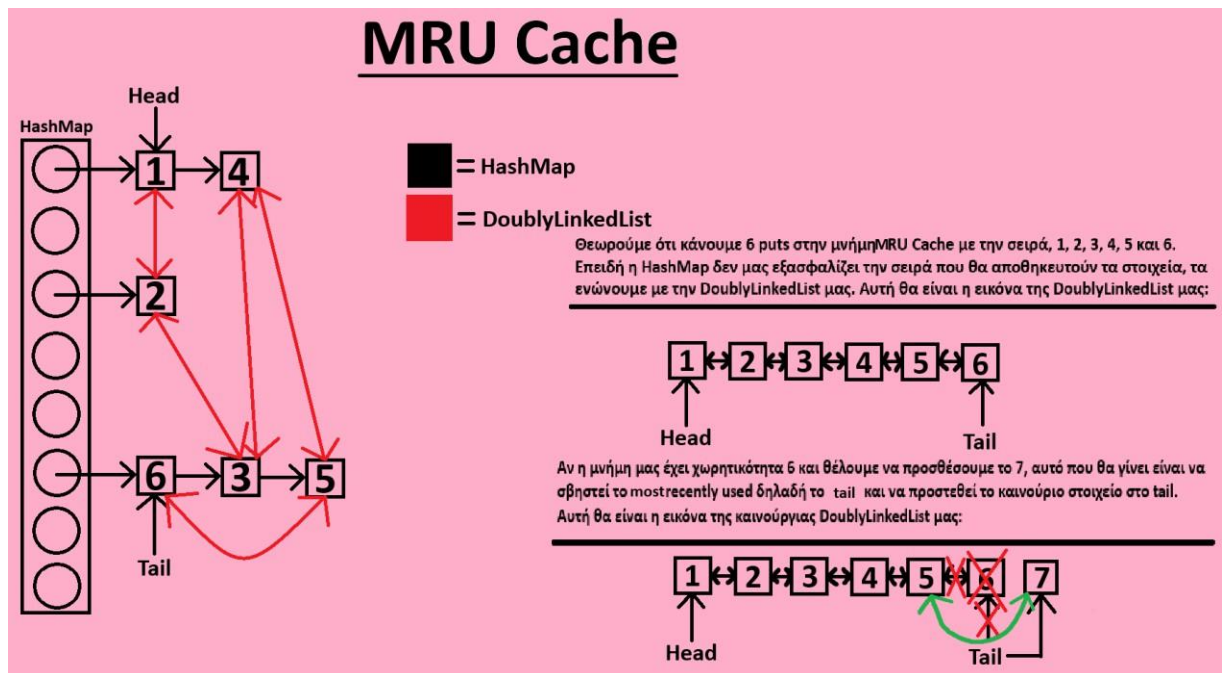 MRU Cache
Head
HashMap
1 4
2
6 3 5
Tail
= HashMap
= DoublyLinkedList
Θεωρούμε ότι κάνουμε 6 puts στην μνήμηMRU Cache με την σειρά, 1, 2, 3, 4, 5 και 6.
Επειδή η HashMap δεν μας εξασφαλίζει την σειρά που θα αποθηκευτούν τα στοιχεία, τα
ενώνουμε με την DoublyLinkedList μας. Αυτή θα είναι η εικόνα της DoublyLinkedList μας:
1 2 3 4 5 6
Head Tail
Αν η μνήμη μας έχει χωρητικότητα 6 και θέλουμε να προσθέσουμε το 7, αυτό που θα γίνει είναι να
σβηστεί το most recently used δηλαδή το tail και να προστεθεί το καινούριο στοιχείο στο tail.
Αυτή θα είναι η εικόνα της καινούργιας DoublyLinkedList μας:
1 2 3 4 5 6 7
Head Tail